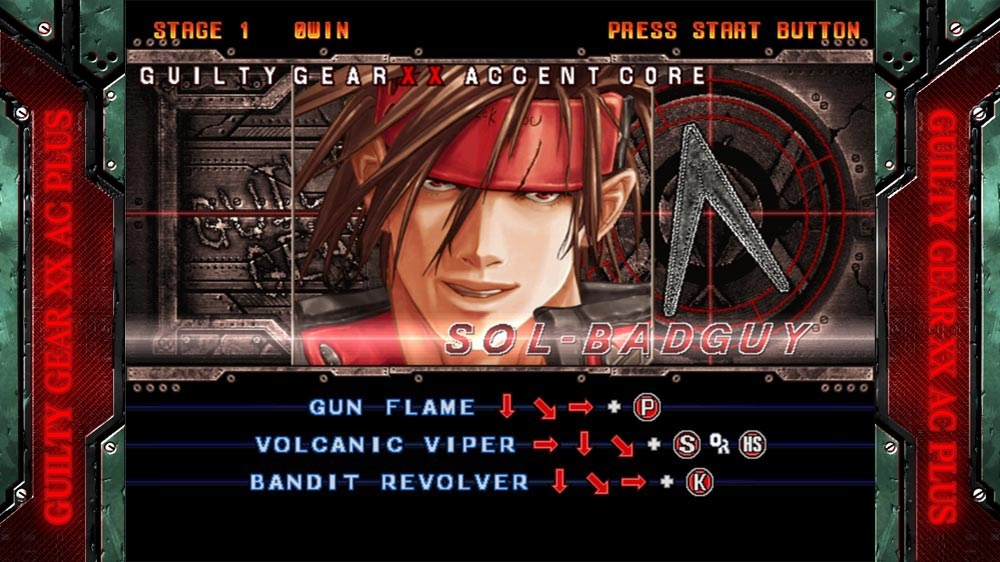 STAGE 1 0WIN PRESS START BUTTON
GUILTY GEAR XX ACCENT CORE
SOL-BADGUY
GUN FLAME + P
VOLCANIC VIPER + S OR HS
BANDIT REVOLVER + K
GUILTY GEAR XX AC PLUS
GUILTY GEAR XX AC PLUS